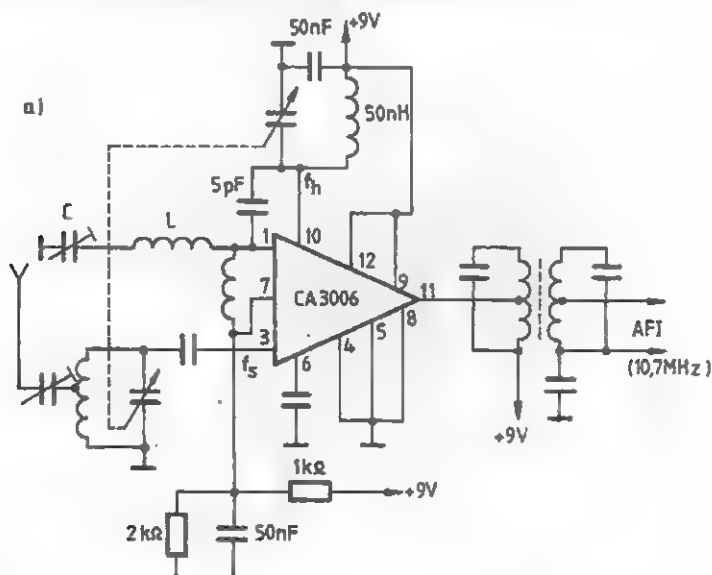 50nF
+9V
a)
50nH
5pF
fh
C
L
1
10
12
7
CA3006
9
11
8
3
fs
6
4
5
AFI
(10,7MHz)
+9V
1kΩ
+9V
2kΩ
50nF